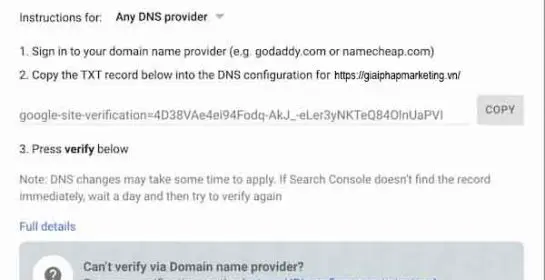 Instructions for: Any DNS provider
1. Sign in to your domain name provider (e.g. godaddy.com or namecheap.com)
2. Copy the TXT record below into the DNS configuration for https://giaiphapmarketing.vn/
google-site-verification=4D38VAe4ei94Fodq-AkJ_-eLer3yNKTeQ84OlnUaPVI
COPY
3. Press verify below
Note: DNS changes may take some time to apply. If Search Console doesn't find the record
immediately, wait a day and then try to verify again
Full details
Can't verify via Domain name provider?